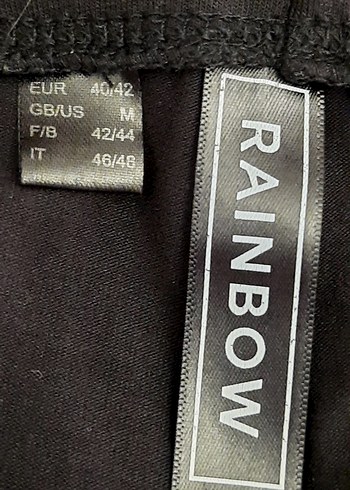 EUR 40/42
GB/US M
F/B 42/44
IT 46/48
RAINBOW